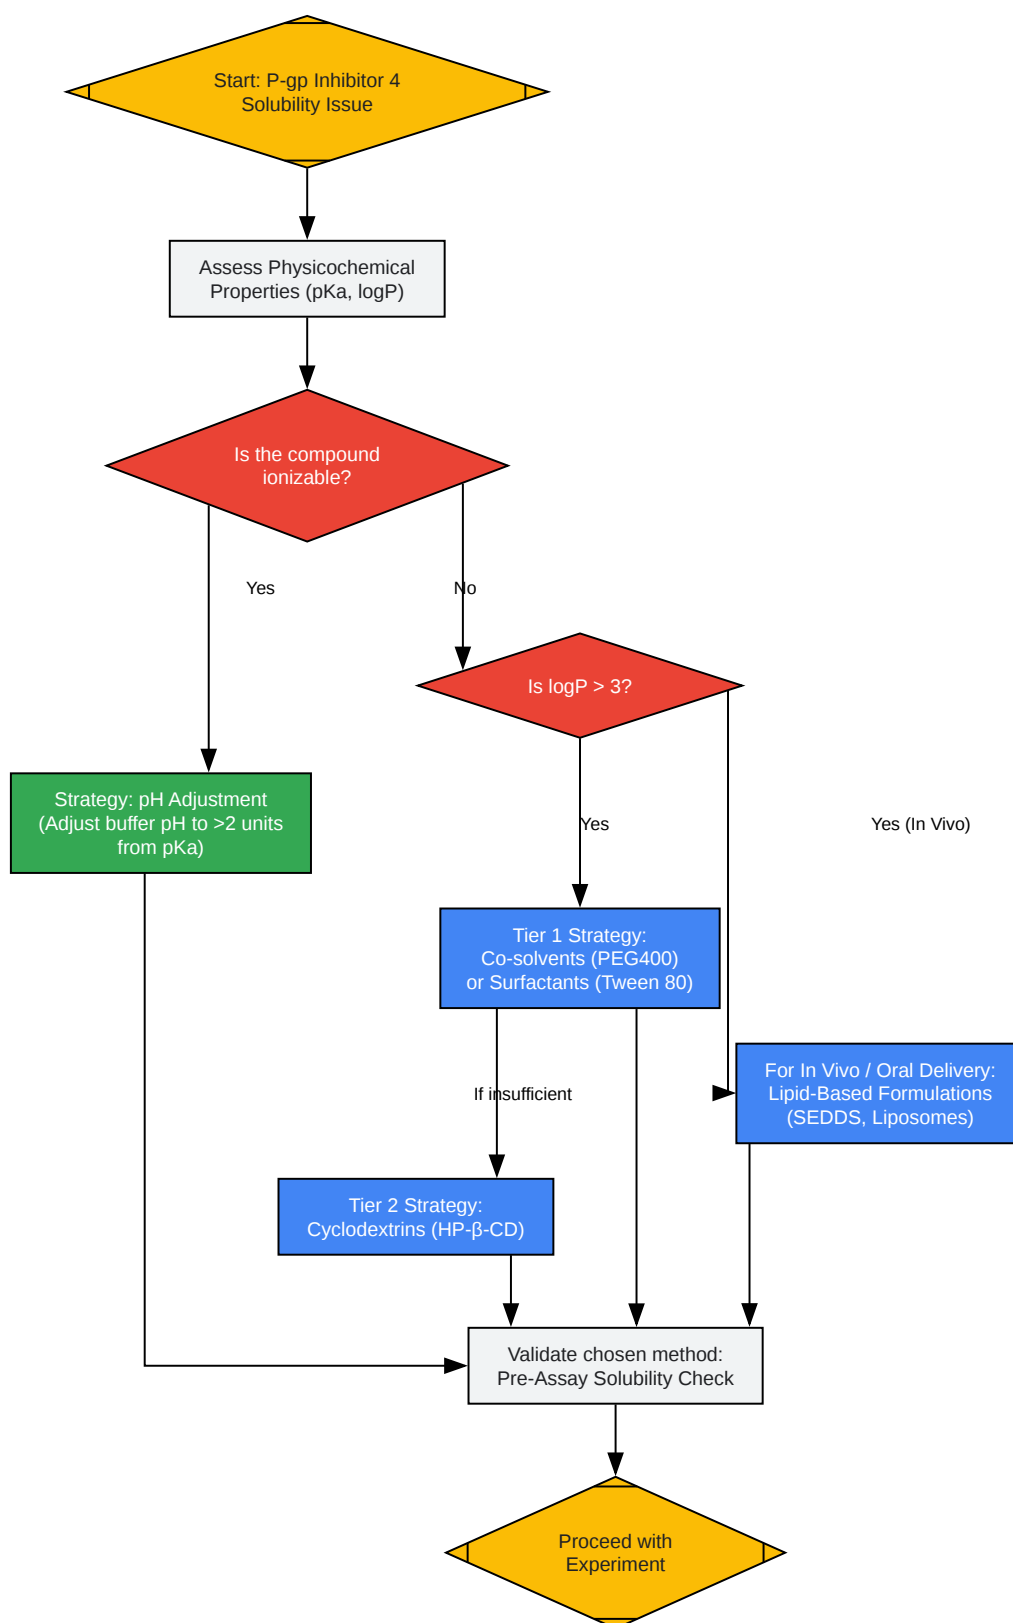 Start: P-gp Inhibitor 4
Solubility Issue
Assess Physicochemical
Properties (pKa, logP)
Is the compound
ionizable?
Yes
No
Is logP > 3?
Strategy: pH Adjustment
(Adjust buffer pH to >2 units
from pKa)
Yes
Yes (In Vivo)
Tier 1 Strategy:
Co-solvents (PEG400)
or Surfactants (Tween 80)
For In Vivo / Oral Delivery:
Lipid-Based Formulations
(SEDDS, Liposomes)
If insufficient
Tier 2 Strategy:
Cyclodextrins (HP-β-CD)
Validate chosen method:
Pre-Assay Solubility Check
Proceed with
Experiment